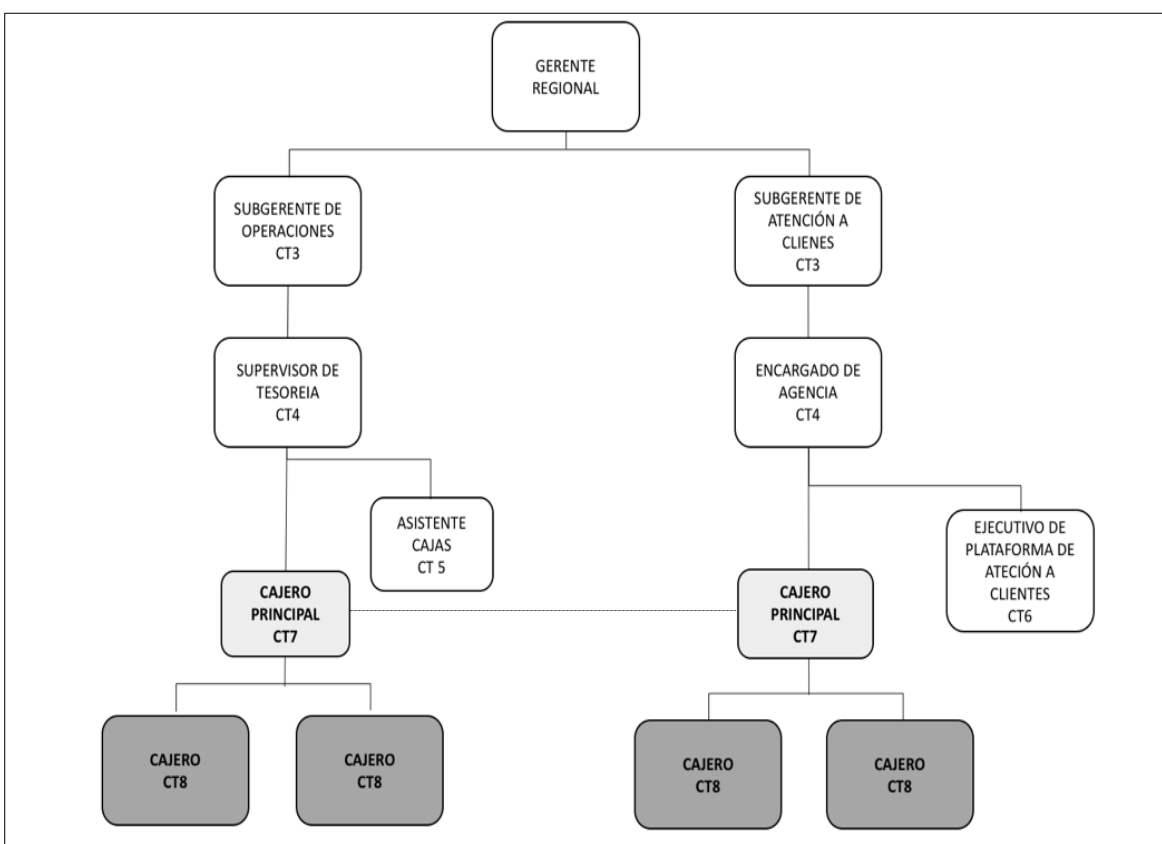 GERENTE
REGIONAL
SUBGERENTE DE
OPERACIONES
CT3
SUBGERENTE DE
ATENCIÓN A
CLIENES
CT3
SUPERVISOR DE
TESOREIA
CT4
ENCARGADO DE
AGENCIA
CT4
ASISTENTE
CAJAS
CT 5
EJECUTIVO DE
PLATAFORMA DE
ATECIÓN A
CLIENTES
CT6
CAJERO
PRINCIPAL
CT7
CAJERO
PRINCIPAL
CT7
CAJERO
CT8
CAJERO
CT8
CAJERO
CT8
CAJERO
CT8